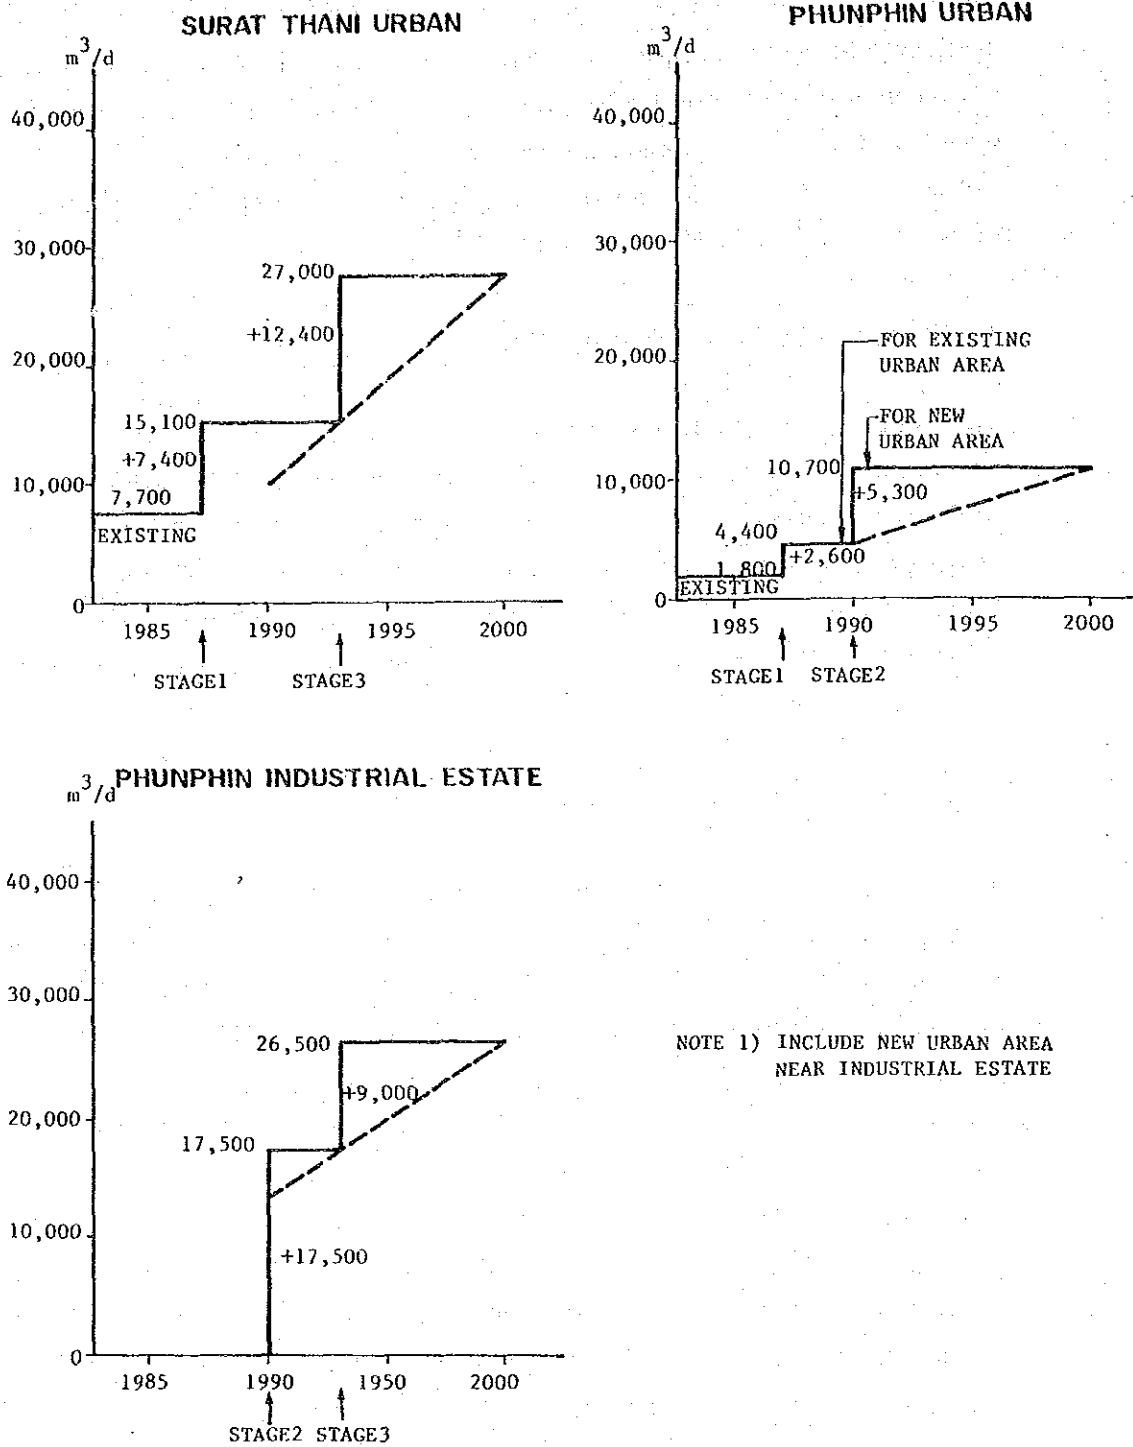 SURAT THANI URBAN
m3/d
40,000
30,000
27,000
+12,400
20,000
15,100
+7,400
10,000
7,700
EXISTING
0
1985 1990 1995 2000
STAGE1 STAGE3
PHUNPHIN URBAN
m3/d
40,000
30,000
20,000
FOR EXISTING
URBAN AREA
FOR NEW
URBAN AREA
10,700
10,000
+5,300
4,400
+2,600
1,800
EXISTING
0
1985 1990 1995 2000
STAGE1 STAGE2
PHUNPHIN INDUSTRIAL ESTATE
m3/d
40,000
30,000
26,500
+9,000
20,000
17,500
10,000
+17,500
0
1985 1990 1950 2000
STAGE2 STAGE3
NOTE 1) INCLUDE NEW URBAN AREA
NEAR INDUSTRIAL ESTATE